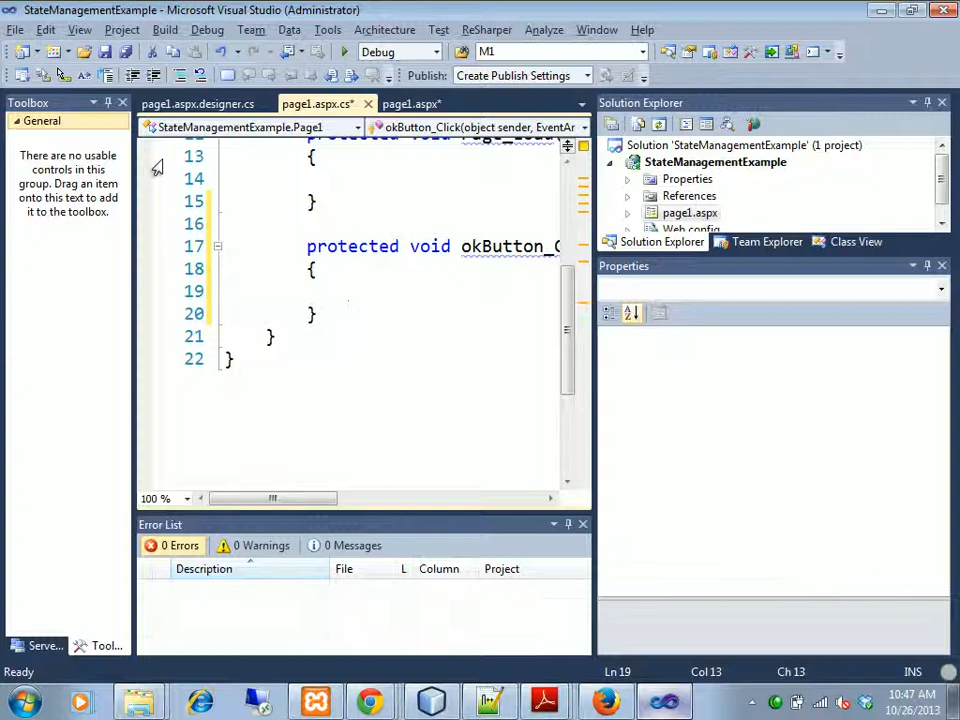 StateManagementExample - Microsoft Visual Studio (Administrator)
File Edit View Project Build Debug Team Data Tools Architecture Test ReSharper Analyze Window Help
Debug M1
Publish: Create Publish Settings
Toolbox
General
There are no usable
controls in this
group. Drag an item
onto this text to add
it to the toolbox.
Serve... Tool...
page1.aspx.designer.cs page1.aspx.cs* page1.aspx*
StateManagementExample.Page1 okButton_Click(object sender, EventAr
13 {
14
15 }
16
17 protected void okButton_C
18 {
19
20 }
21 }
22 }
100 %
Error List
0 Errors 0 Warnings 0 Messages
Description File L Column Project
Solution Explorer
Solution 'StateManagementExample' (1 project)
StateManagementExample
Properties
References
page1.aspx
Web.config
Solution Explorer Team Explorer Class View
Properties
Ready Ln 19 Col 13 Ch 13 INS
10:47 AM
10/26/2013